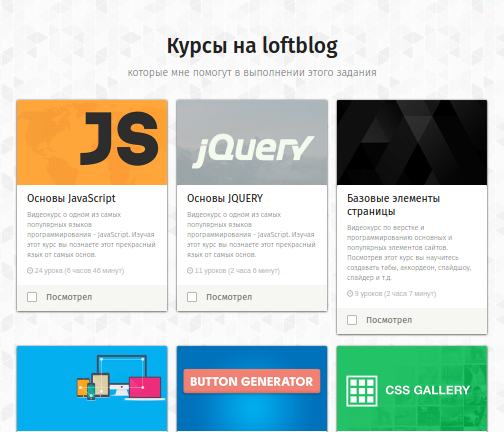 Курсы на loftblog
которые мне помогут в выполнении этого задания
JS
Основы JavaScript
Видеокурс о одном из самых
популярных языков
программирования - JavaScript. Изучая
этот курс вы познаете этот прекрасный
язык от самых основ.
24 урока (6 часов 46 минут)
Посмотрел
jQuery
Основы JQUERY
Видеокурс о одном из самых
популярных языков
программирования - JavaScript. Изучая
этот курс вы познаете этот прекрасный
язык от самых основ.
11 уроков (2 часа 6 минут)
Посмотрел
Базовые элементы
страницы
Видеокурс по верстке и
программированию основных и
популярных элементов сайтов.
Посмотрев этот курс вы научитесь
создавать табы, аккордеон, слайдшоу,
слайдер и т.д.
9 уроков (2 часа 7 минут)
Посмотрел
BUTTON GENERATOR
CSS GALLERY